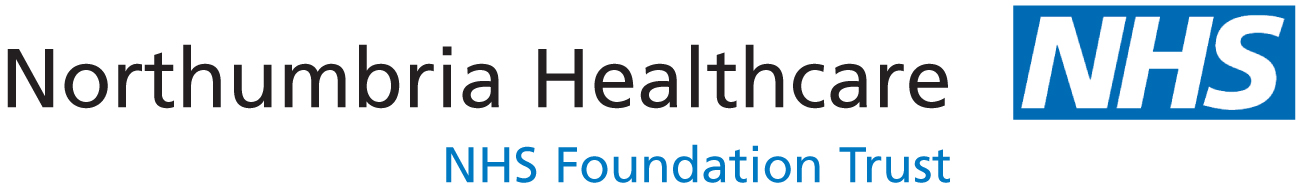 Northumbria Healthcare NHS
NHS Foundation Trust